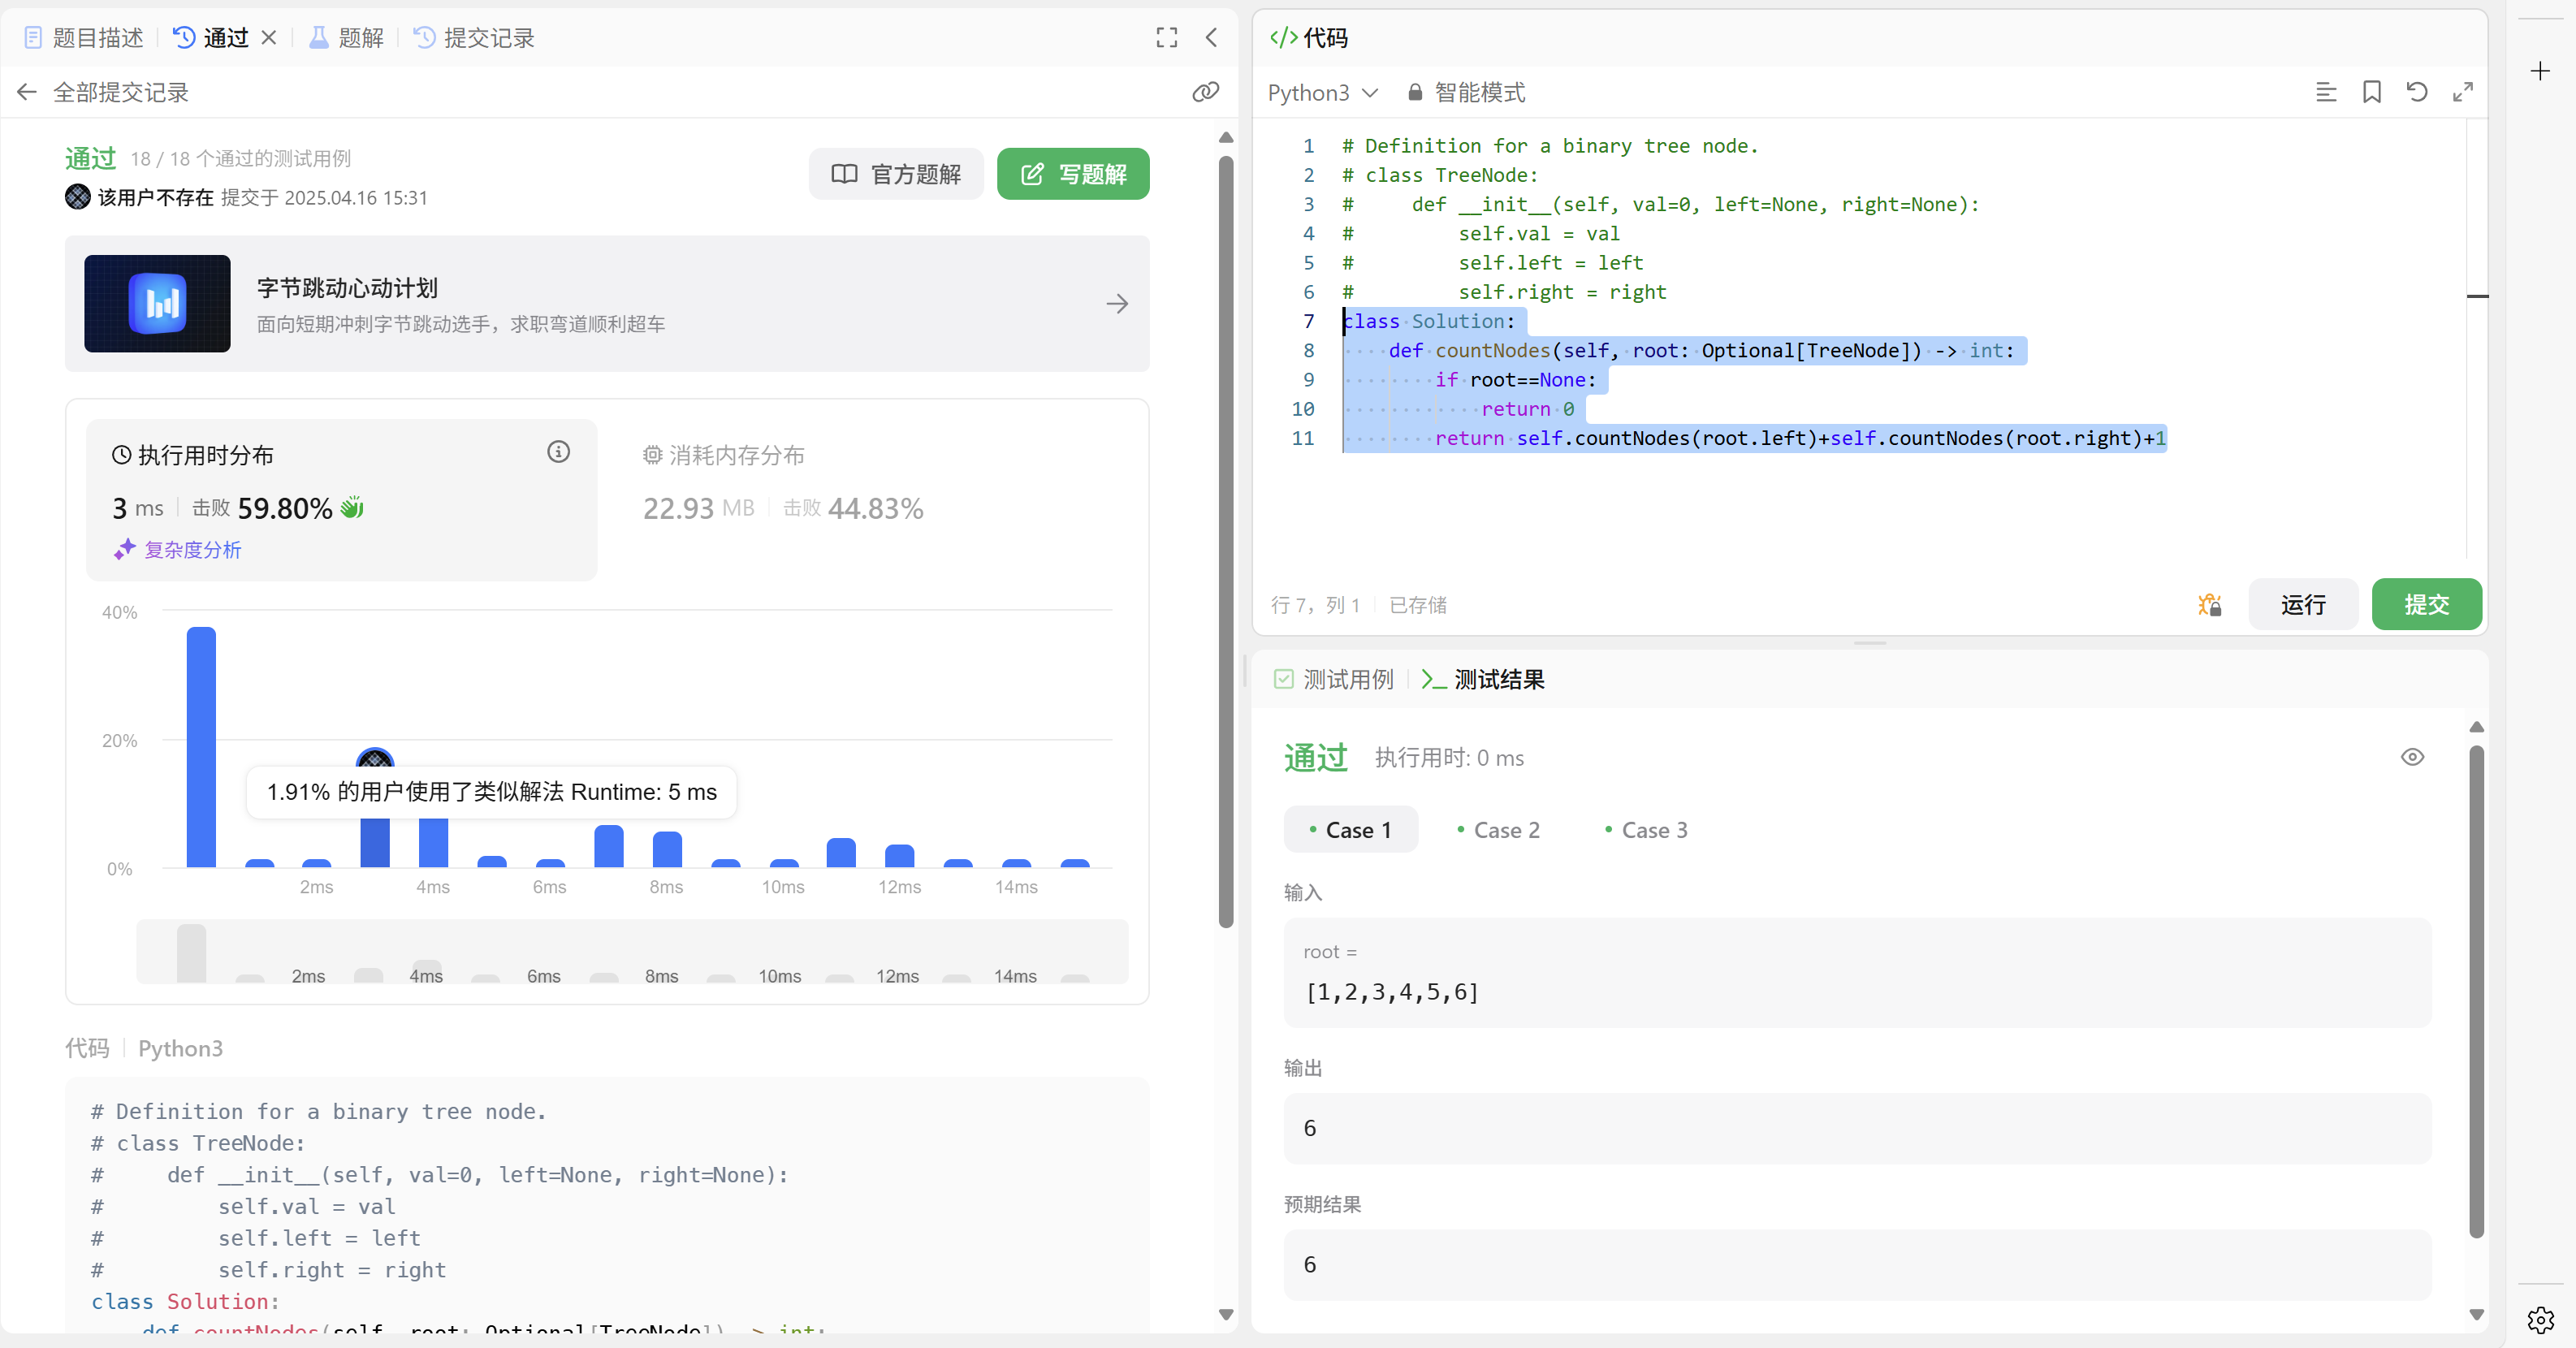 题目描述 通过 题解 提交记录
全部提交记录
通过 18 / 18 个通过的测试用例
该用户不存在 提交于 2025.04.16 15:31
官方题解
写题解
字节跳动心动计划
面向短期冲刺字节跳动选手，求职弯道顺利超车
执行用时分布
3 ms 击败 59.80%
复杂度分析
消耗内存分布
22.93 MB 击败 44.83%
40%
20%
0%
1.91% 的用户使用了类似解法 Runtime: 5 ms
2ms 4ms 6ms 8ms 10ms 12ms 14ms
2ms 4ms 6ms 8ms 10ms 12ms 14ms
代码 Python3
# Definition for a binary tree node.
# class TreeNode:
#     def __init__(self, val=0, left=None, right=None):
#         self.val = val
#         self.left = left
#         self.right = right
class Solution:
    def countNodes(self, root: Optional[TreeNode]) -> int:
代码
Python3 智能模式
1 # Definition for a binary tree node.
2 # class TreeNode:
3 #     def __init__(self, val=0, left=None, right=None):
4 #         self.val = val
5 #         self.left = left
6 #         self.right = right
7 class Solution:
8     def countNodes(self, root: Optional[TreeNode]) -> int:
9         if root==None:
10             return 0
11         return self.countNodes(root.left)+self.countNodes(root.right)+1
行 7，列 1 已存储
运行
提交
测试用例 测试结果
通过 执行用时: 0 ms
Case 1 Case 2 Case 3
输入
root =
[1,2,3,4,5,6]
输出
6
预期结果
6